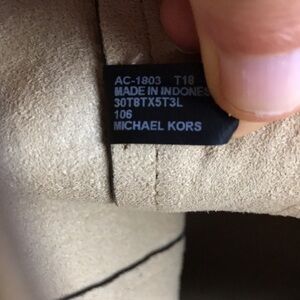 AC-1803 T18
MADE IN INDONES
30T8TX5T3L
106
MICHAEL KORS